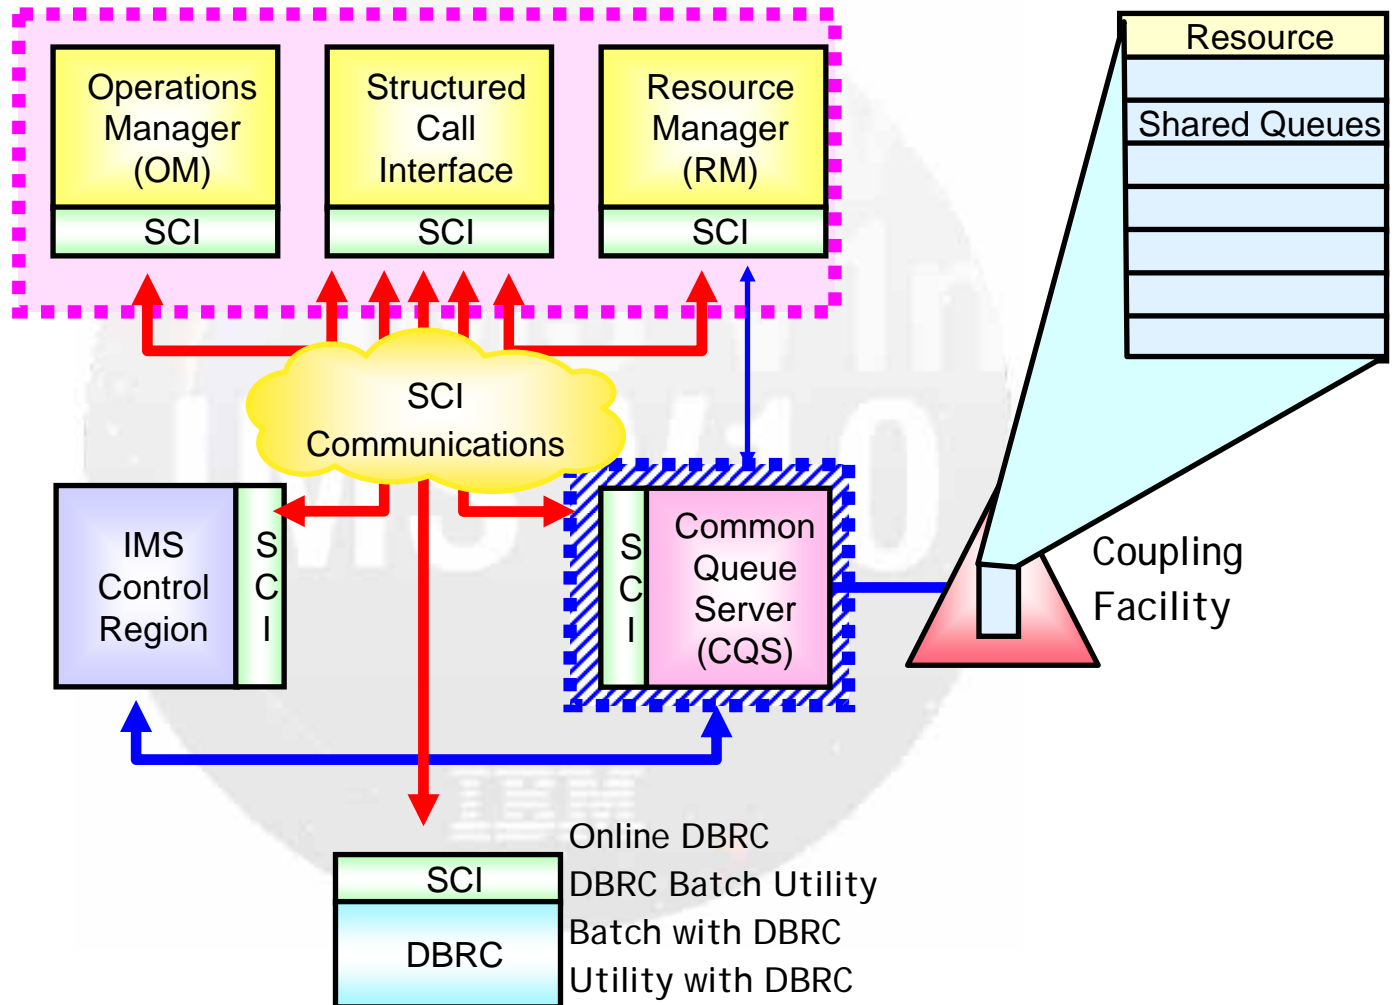 Operations
Manager
(OM)
SCI
Structured
Call
Interface
SCI
Resource
Manager
(RM)
SCI
Resource
Shared Queues
SCI
Communications
IMS
Control
Region
S
C
I
S
C
I
Common
Queue
Server
(CQS)
Coupling
Facility
IBM
SCI
DBRC
Online DBRC
DBRC Batch Utility
Batch with DBRC
Utility with DBRC